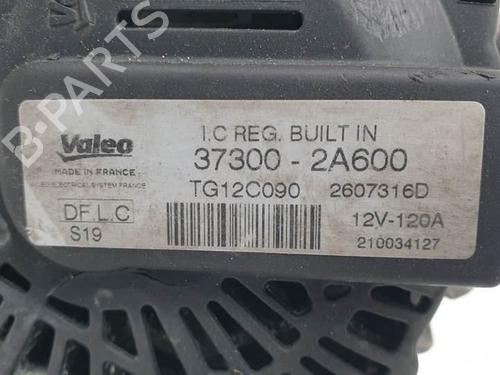 I.C REG. BUILT IN
Valeo
37300 - 2A600
MADE IN FRANCE
TG12C090 2607316D
DF.L.C
12V-120A
S19
210034127
B-PARTS